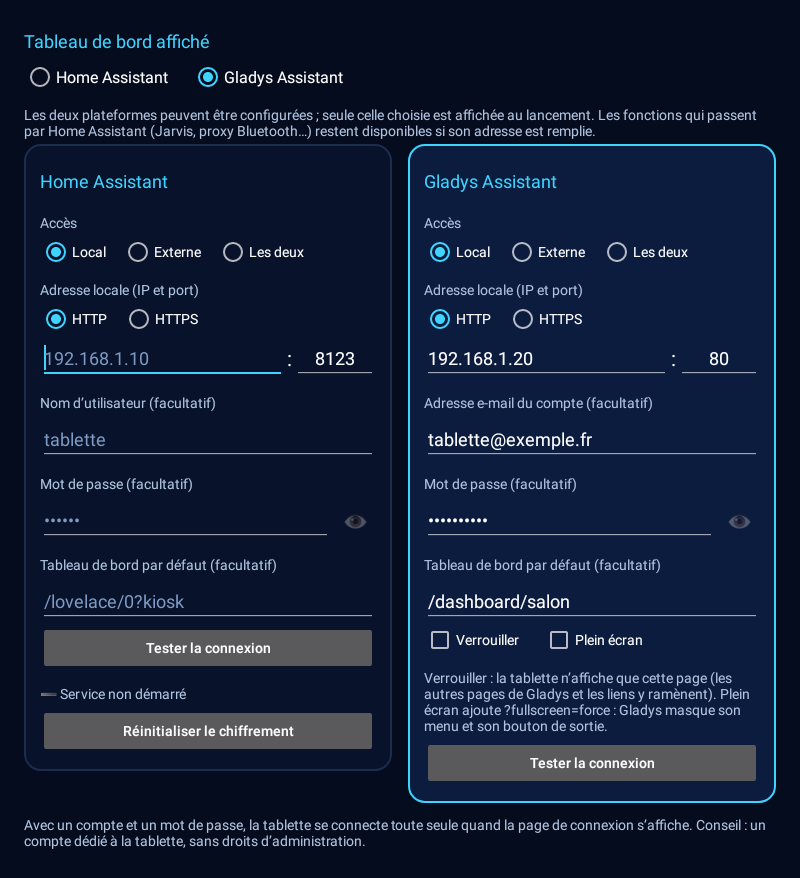 Tableau de bord affiché
Home Assistant
Gladys Assistant
Les deux plateformes peuvent être configurées ; seule celle choisie est affichée au lancement. Les fonctions qui passent
par Home Assistant (Jarvis, proxy Bluetooth…) restent disponibles si son adresse est remplie.
Home Assistant
Accès
Local
Externe
Les deux
Adresse locale (IP et port)
HTTP
HTTPS
192.168.1.10 : 8123
Nom d’utilisateur (facultatif)
tablette
Mot de passe (facultatif)
••••••
Tableau de bord par défaut (facultatif)
/lovelace/0?kiosk
Tester la connexion
Service non démarré
Réinitialiser le chiffrement
Gladys Assistant
Accès
Local
Externe
Les deux
Adresse locale (IP et port)
HTTP
HTTPS
192.168.1.20 : 80
Adresse e-mail du compte (facultatif)
tablette@exemple.fr
Mot de passe (facultatif)
••••••••••
Tableau de bord par défaut (facultatif)
/dashboard/salon
Verrouiller
Plein écran
Verrouiller : la tablette n’affiche que cette page (les
autres pages de Gladys et les liens y ramènent). Plein
écran ajoute ?fullscreen=force : Gladys masque son
menu et son bouton de sortie.
Tester la connexion
Avec un compte et un mot de passe, la tablette se connecte toute seule quand la page de connexion s’affiche. Conseil : un
compte dédié à la tablette, sans droits d’administration.